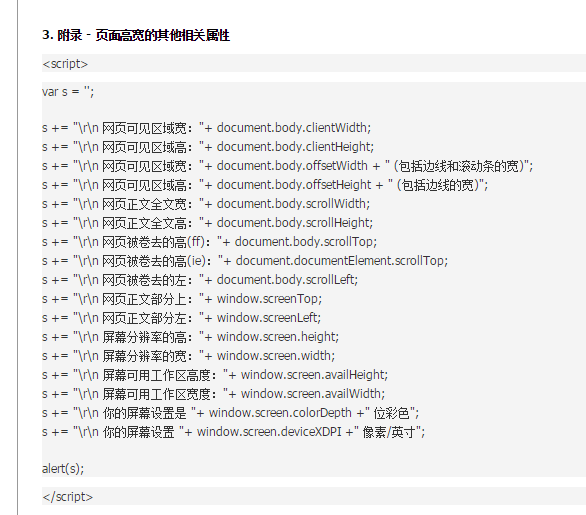 3. 附录 - 页面高宽的其他相关属性
<script>
var s = '';
s += "\r\n 网页可见区域宽："+ document.body.clientWidth;
s += "\r\n 网页可见区域高："+ document.body.clientHeight;
s += "\r\n 网页可见区域宽："+ document.body.offsetWidth + " (包括边线和滚动条的宽)";
s += "\r\n 网页可见区域高："+ document.body.offsetHeight + " (包括边线的宽)";
s += "\r\n 网页正文全文宽："+ document.body.scrollWidth;
s += "\r\n 网页正文全文高："+ document.body.scrollHeight;
s += "\r\n 网页被卷去的高(ff)："+ document.body.scrollTop;
s += "\r\n 网页被卷去的高(ie)："+ document.documentElement.scrollTop;
s += "\r\n 网页被卷去的左："+ document.body.scrollLeft;
s += "\r\n 网页正文部分上："+ window.screenTop;
s += "\r\n 网页正文部分左："+ window.screenLeft;
s += "\r\n 屏幕分辨率的高："+ window.screen.height;
s += "\r\n 屏幕分辨率的宽："+ window.screen.width;
s += "\r\n 屏幕可用工作区高度："+ window.screen.availHeight;
s += "\r\n 屏幕可用工作区宽度："+ window.screen.availWidth;
s += "\r\n 你的屏幕设置是 "+ window.screen.colorDepth +" 位彩色";
s += "\r\n 你的屏幕设置 "+ window.screen.deviceXDPI +" 像素/英寸";
alert(s);
</script>